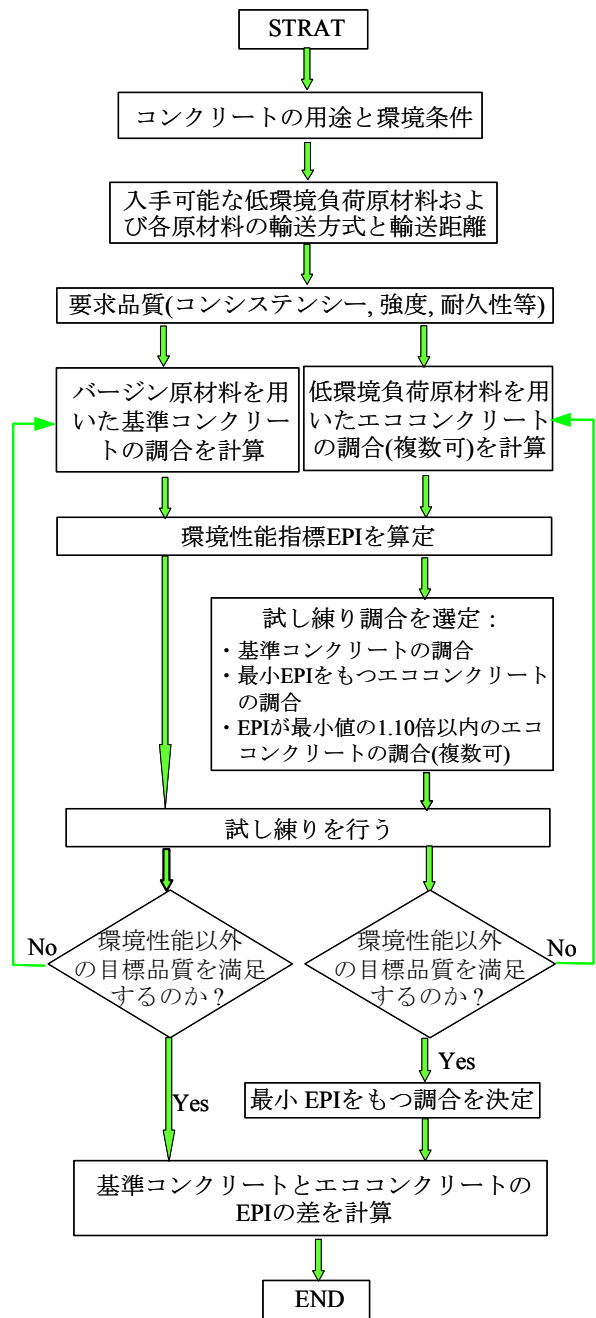 STRAT
コンクリートの用途と環境条件
入手可能な低環境負荷原材料およ
び各原材料の輸送方式と輸送距離
要求品質(コンシステンシー, 強度, 耐久性等)
バージン原材料を用
いた基準コンクリー
トの調合を計算
低環境負荷原材料を用
いたエココンクリート
の調合(複数可)を計算
環境性能指標EPIを算定
試し練り調合を選定：
・基準コンクリートの調合
・最小EPIをもつエココンクリート
の調合
・EPIが最小値の1.10倍以内のエコ
コンクリートの調合(複数可)
試し練りを行う
No
環境性能以外
の目標品質を満足
するのか？
環境性能以外
の目標品質を満足
するのか？
No
Yes
Yes
最小 EPIをもつ調合を決定
基準コンクリートとエココンクリートの
EPIの差を計算
END